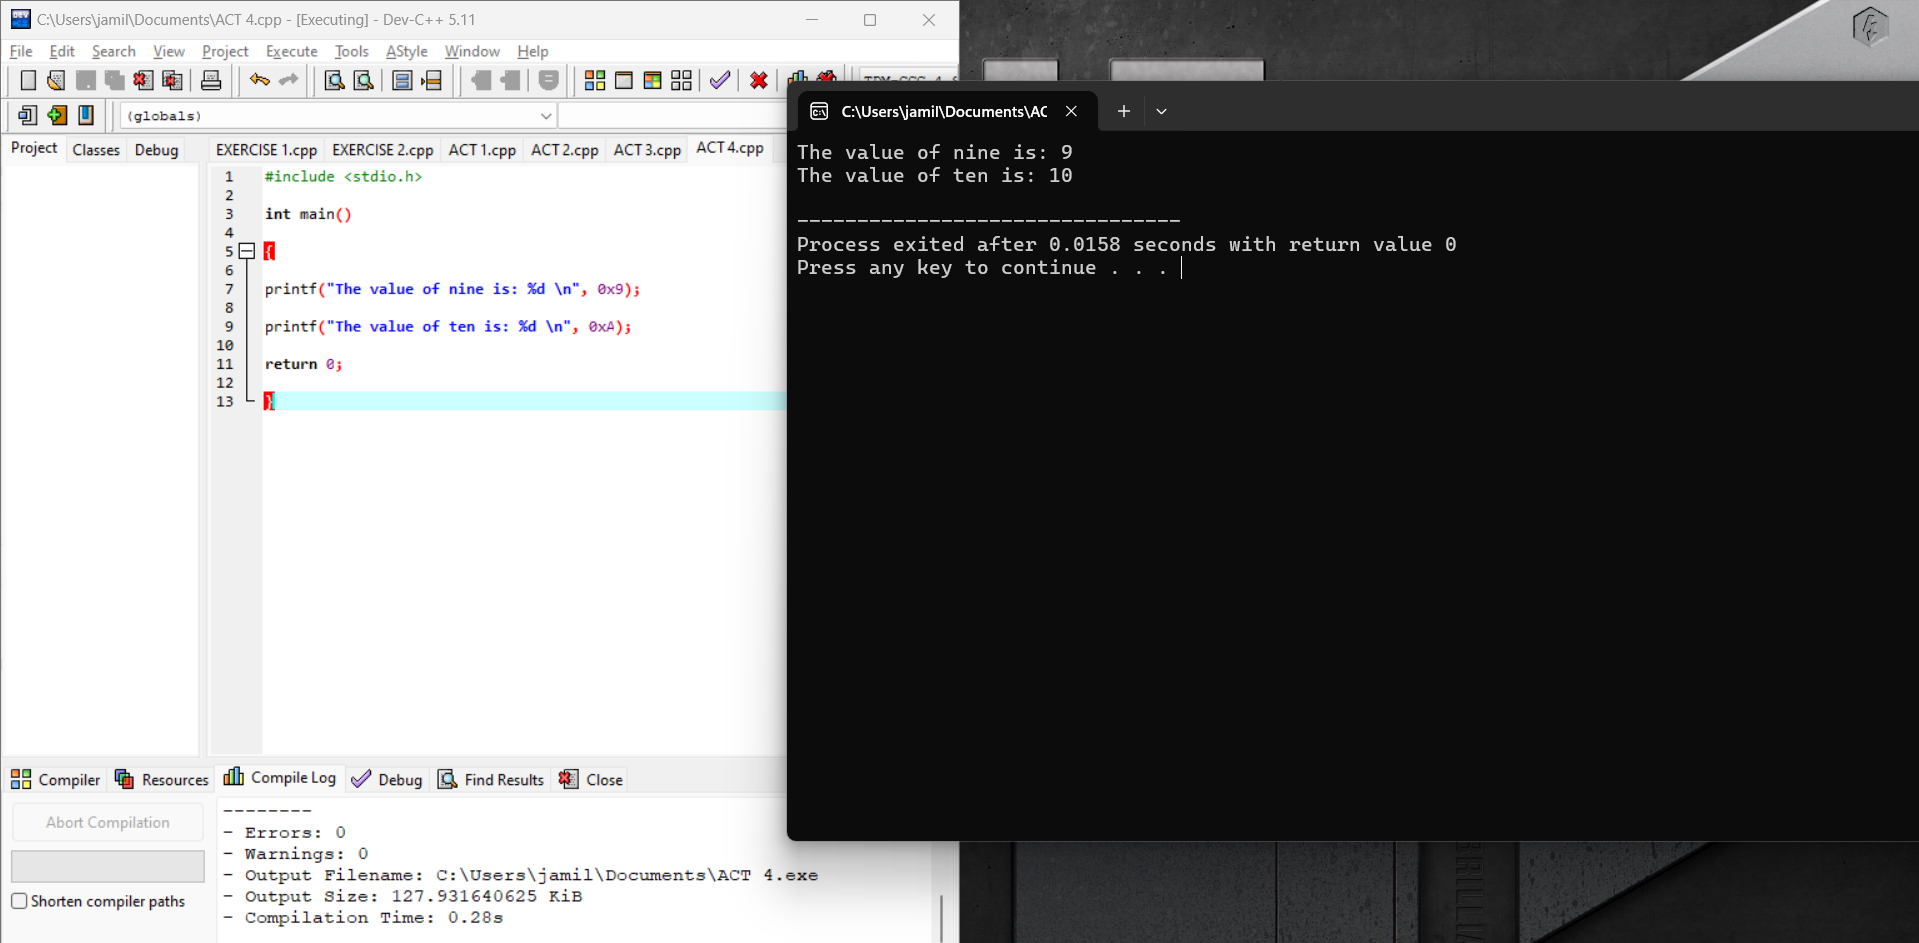 C:\Users\jamil\Documents\ACT 4.cpp - [Executing] - Dev-C++ 5.11
File Edit Search View Project Execute Tools AStyle Window Help
(globals)
Project Classes Debug
EXERCISE 1.cpp EXERCISE 2.cpp ACT 1.cpp ACT 2.cpp ACT 3.cpp ACT 4.cpp
1 #include <stdio.h>
2
3 int main()
4
5 {
6
7 printf("The value of nine is: %d \n", 0x9);
8
9 printf("The value of ten is: %d \n", 0xA);
10
11 return 0;
12
13 }
Compiler Resources Compile Log Debug Find Results Close
Abort Compilation
Shorten compiler paths
--------
- Errors: 0
- Warnings: 0
- Output Filename: C:\Users\jamil\Documents\ACT 4.exe
- Output Size: 127.931640625 KiB
- Compilation Time: 0.28s
C:\Users\jamil\Documents\AC
The value of nine is: 9
The value of ten is: 10
--------------------------------
Process exited after 0.0158 seconds with return value 0
Press any key to continue . . .